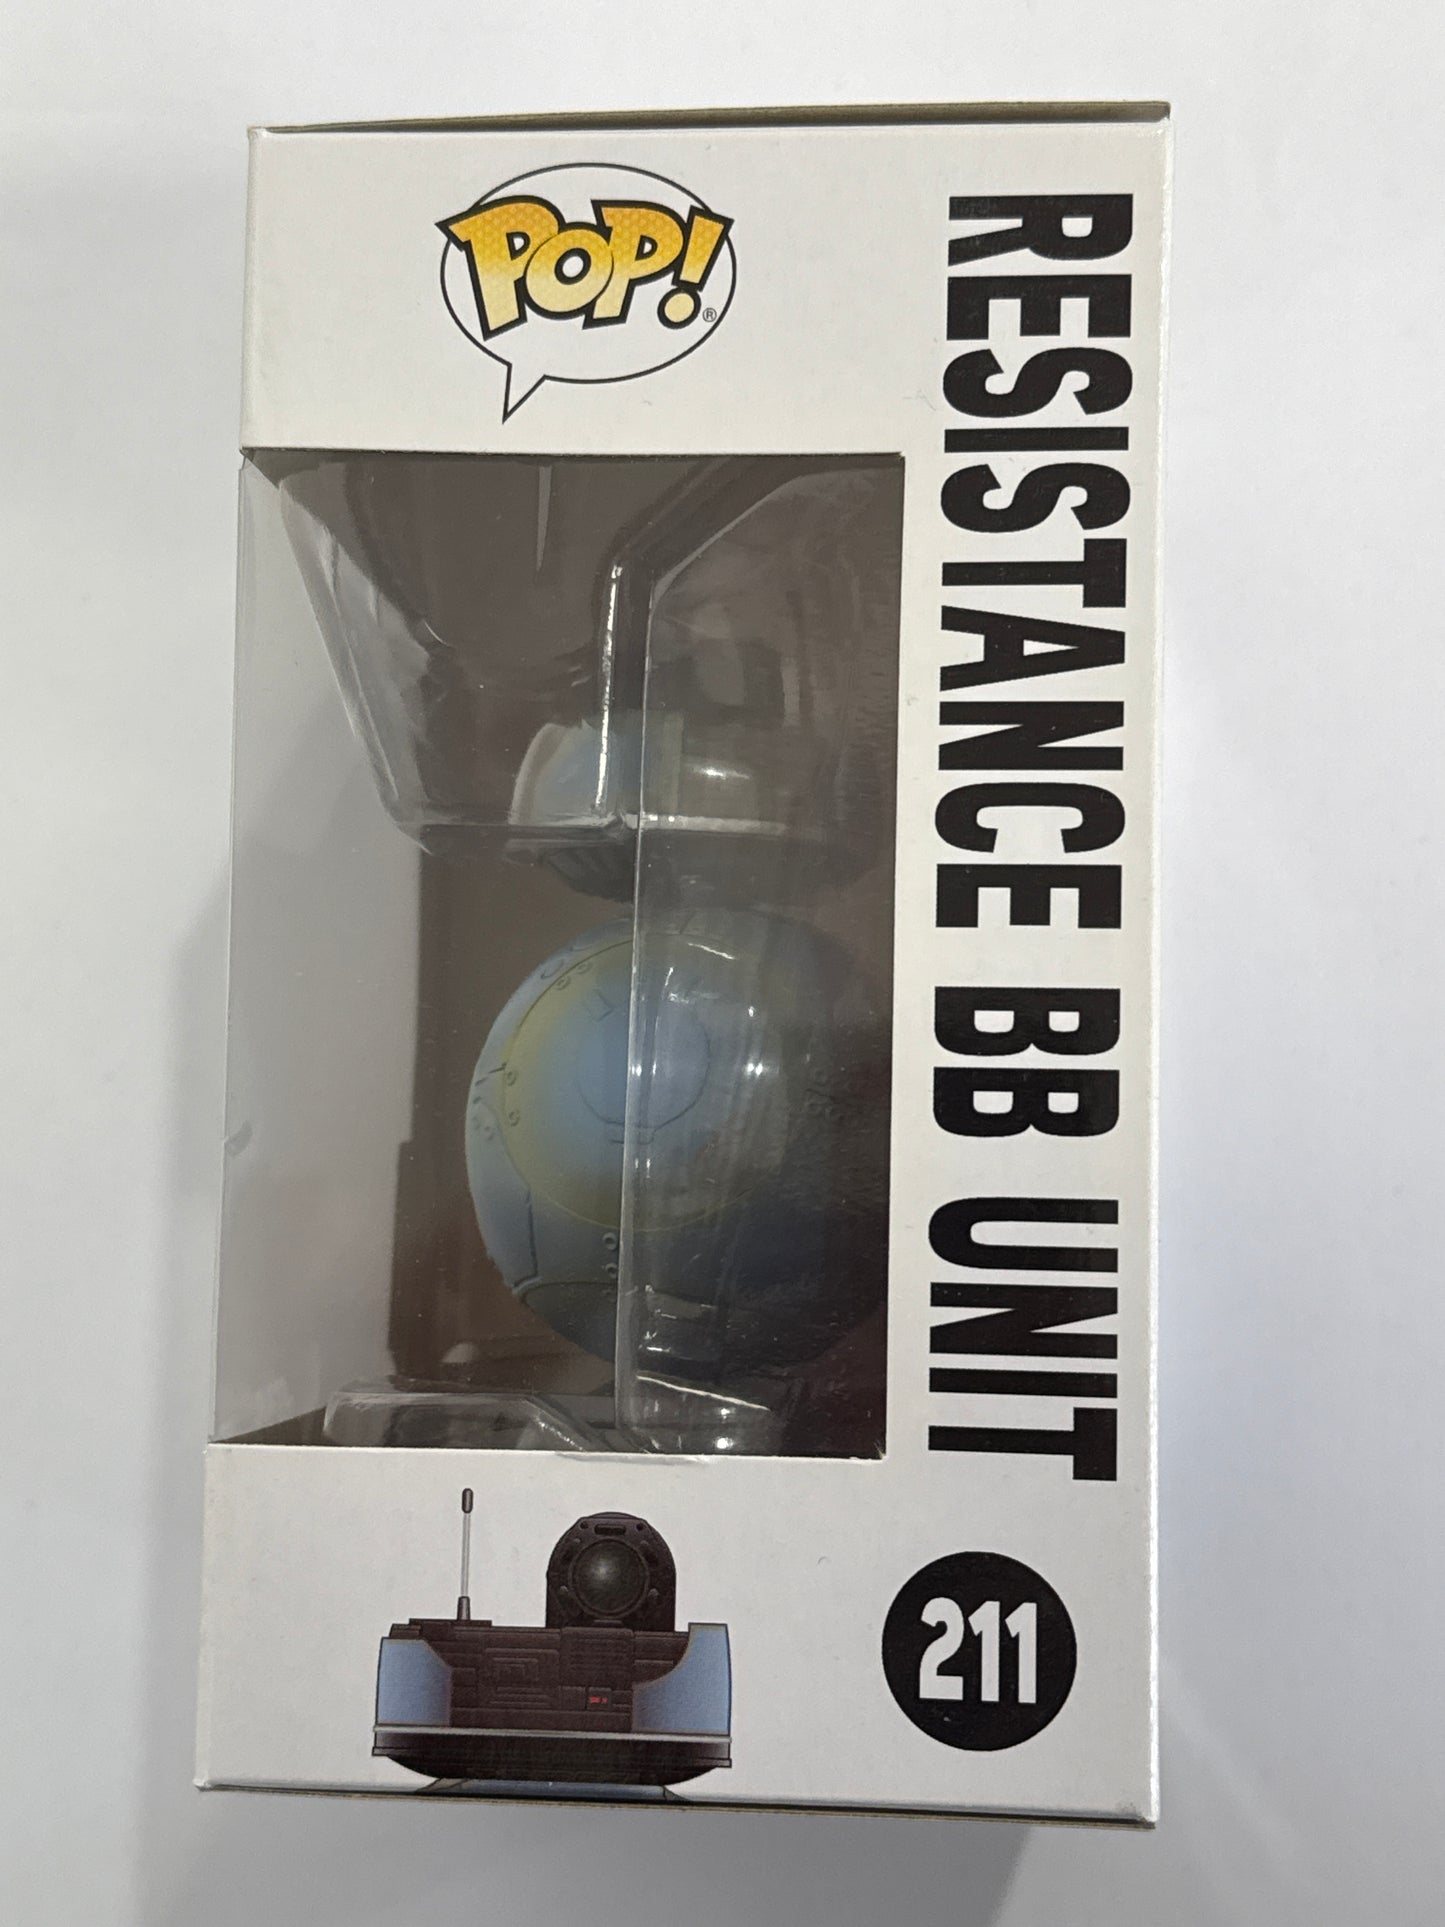 POP!
®
RESISTANCE BB UNIT
211